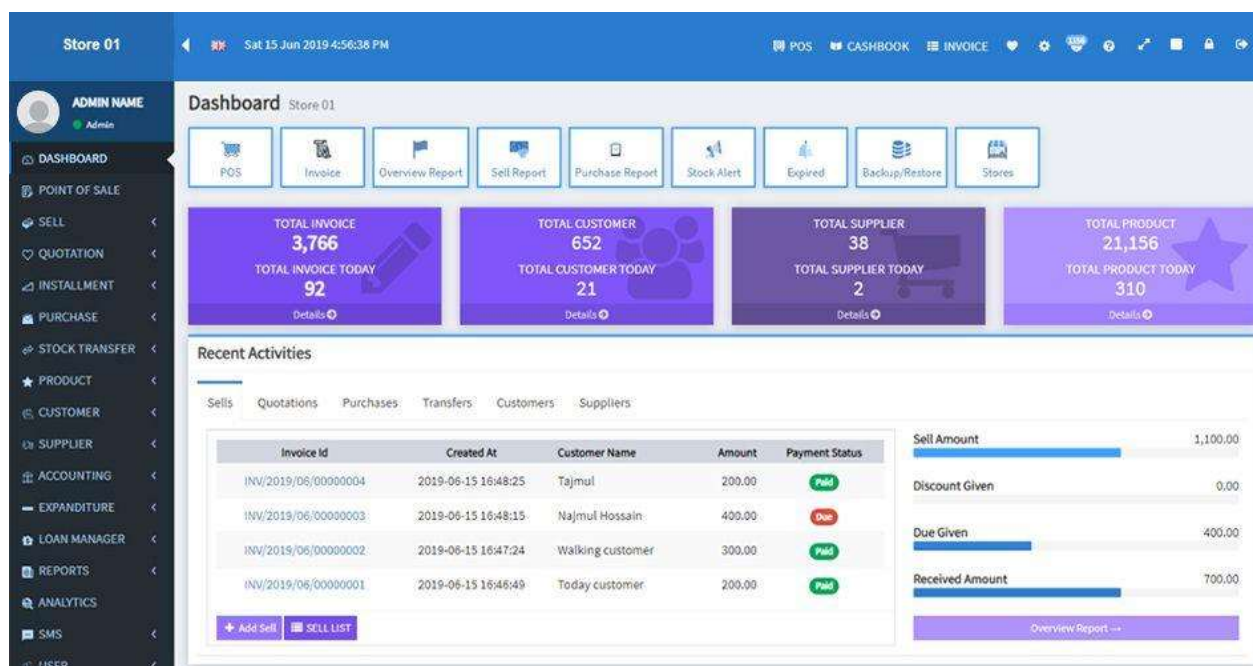 Store 01
Sat 15 Jun 2019 4:56:38 PM
POS CASHBOOK INVOICE
ADMIN NAME
Admin
DASHBOARD
POINT OF SALE
SELL
QUOTATION
INSTALLMENT
PURCHASE
STOCK TRANSFER
PRODUCT
CUSTOMER
SUPPLIER
ACCOUNTING
EXPANDITURE
LOAN MANAGER
REPORTS
ANALYTICS
SMS
USER
Dashboard Store 01
POS Invoice Overview Report Sell Report Purchase Report Stock Alert Expired Backup/Restore Stores
TOTAL INVOICE
3,766
TOTAL INVOICE TODAY
92
Details
TOTAL CUSTOMER
652
TOTAL CUSTOMER TODAY
21
Details
TOTAL SUPPLIER
38
TOTAL SUPPLIER TODAY
2
Details
TOTAL PRODUCT
21,156
TOTAL PRODUCT TODAY
310
Details
Recent Activities
Sells Quotations Purchases Transfers Customers Suppliers
Invoice Id Created At Customer Name Amount Payment Status
INV/2019/06/00000004 2019-06-15 16:48:25 Tajmul 200.00 Paid
INV/2019/06/00000003 2019-06-15 16:48:15 Najmul Hossain 400.00 Due
INV/2019/06/00000002 2019-06-15 16:47:24 Walking customer 300.00 Paid
INV/2019/06/00000001 2019-06-15 16:46:49 Today customer 200.00 Paid
+ Add Sell SELL LIST
Sell Amount 1,100.00
Discount Given 0.00
Due Given 400.00
Received Amount 700.00
Overview Report →